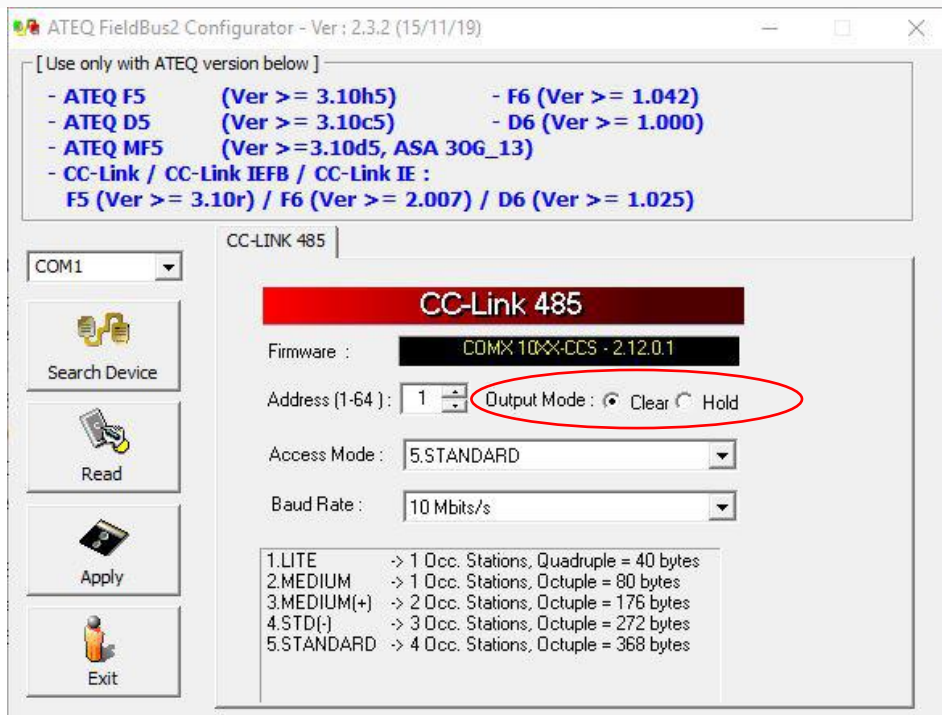 ATEQ FieldBus2 Configurator - Ver : 2.3.2 (15/11/19)
[ Use only with ATEQ version below ]
- ATEQ F5 (Ver >= 3.10h5) - F6 (Ver >= 1.042)
- ATEQ D5 (Ver >= 3.10c5) - D6 (Ver >= 1.000)
- ATEQ MF5 (Ver >=3.10d5, ASA 3OG_13)
- CC-Link / CC-Link IEFB / CC-Link IE :
F5 (Ver >= 3.10r) / F6 (Ver >= 2.007) / D6 (Ver >= 1.025)
CC-LINK 485
COM1
CC-Link 485
Search Device
Firmware : COMX 10XX-CCS - 2.12.0.1
Address (1-64 ) : 1 Output Mode : Clear Hold
Read
Access Mode : 5.STANDARD
Baud Rate : 10 Mbits/s
Apply
1.LITE -> 1 Occ. Stations, Quadruple = 40 bytes
2.MEDIUM -> 1 Occ. Stations, Octuple = 80 bytes
3.MEDIUM(+) -> 2 Occ. Stations, Octuple = 176 bytes
4.STD(-) -> 3 Occ. Stations, Octuple = 272 bytes
5.STANDARD -> 4 Occ. Stations, Octuple = 368 bytes
Exit